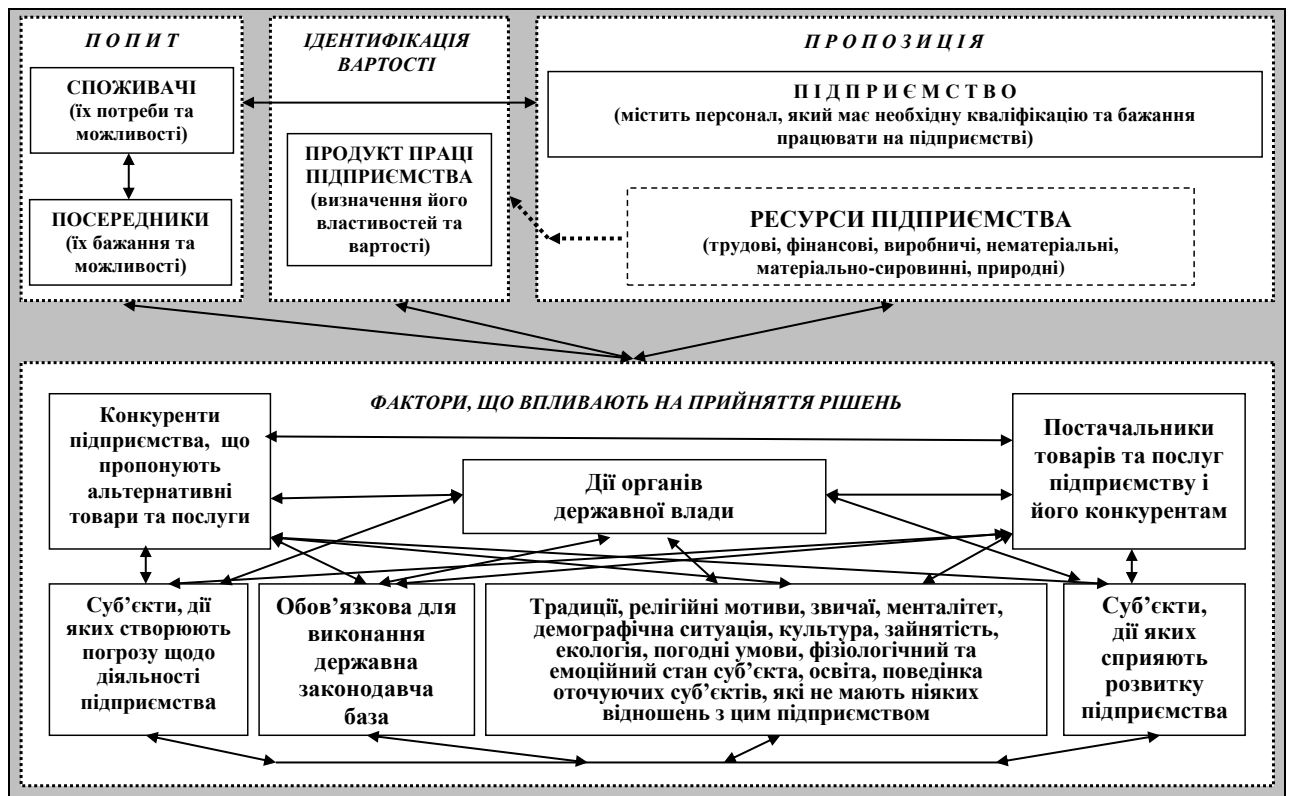 П О П И Т
СПОЖИВАЧІ
(їх потреби та
можливості)
ПОСЕРЕДНИКИ
(їх бажання та
можливості)
ІДЕНТИФІКАЦІЯ
ВАРТОСТІ
ПРОДУКТ ПРАЦІ
ПІДПРИЄМСТВА
(визначення його
властивостей та
вартості)
П Р О П О З И Ц І Я
П І Д П Р И Є М С Т В О
(містить персонал, який має необхідну кваліфікацію та бажання
працювати на підприємстві)
РЕСУРСИ ПІДПРИЄМСТВА
(трудові, фінансові, виробничі, нематеріальні,
матеріально-сировинні, природні)
ФАКТОРИ, ЩО ВПЛИВАЮТЬ НА ПРИЙНЯТТЯ РІШЕНЬ
Конкуренти
підприємства, що
пропонують
альтернативні
товари та послуги
Дії органів
державної влади
Постачальники
товарів та послуг
підприємству і
його конкурентам
Суб’єкти, дії
яких створюють
погрозу щодо
діяльності
підприємства
Обов’язкова для
виконання
державна
законодавча
база
Традиції, релігійні мотиви, звичаї, менталітет,
демографічна ситуація, культура, зайнятість,
екологія, погодні умови, фізіологічний та
емоційний стан суб’єкта, освіта, поведінка
оточуючих суб’єктів, які не мають ніяких
відношень з цим підприємством
Суб’єкти,
дії яких
сприяють
розвитку
підприємства